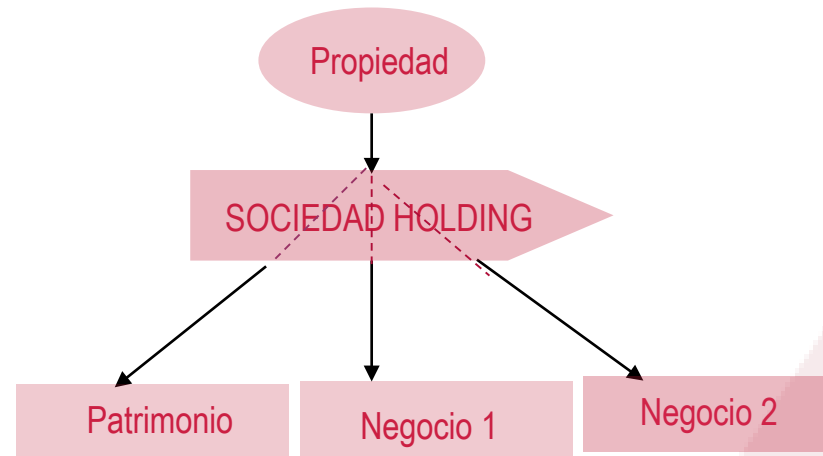 Propiedad
SOCIEDAD HOLDING
Patrimonio
Negocio 1
Negocio 2